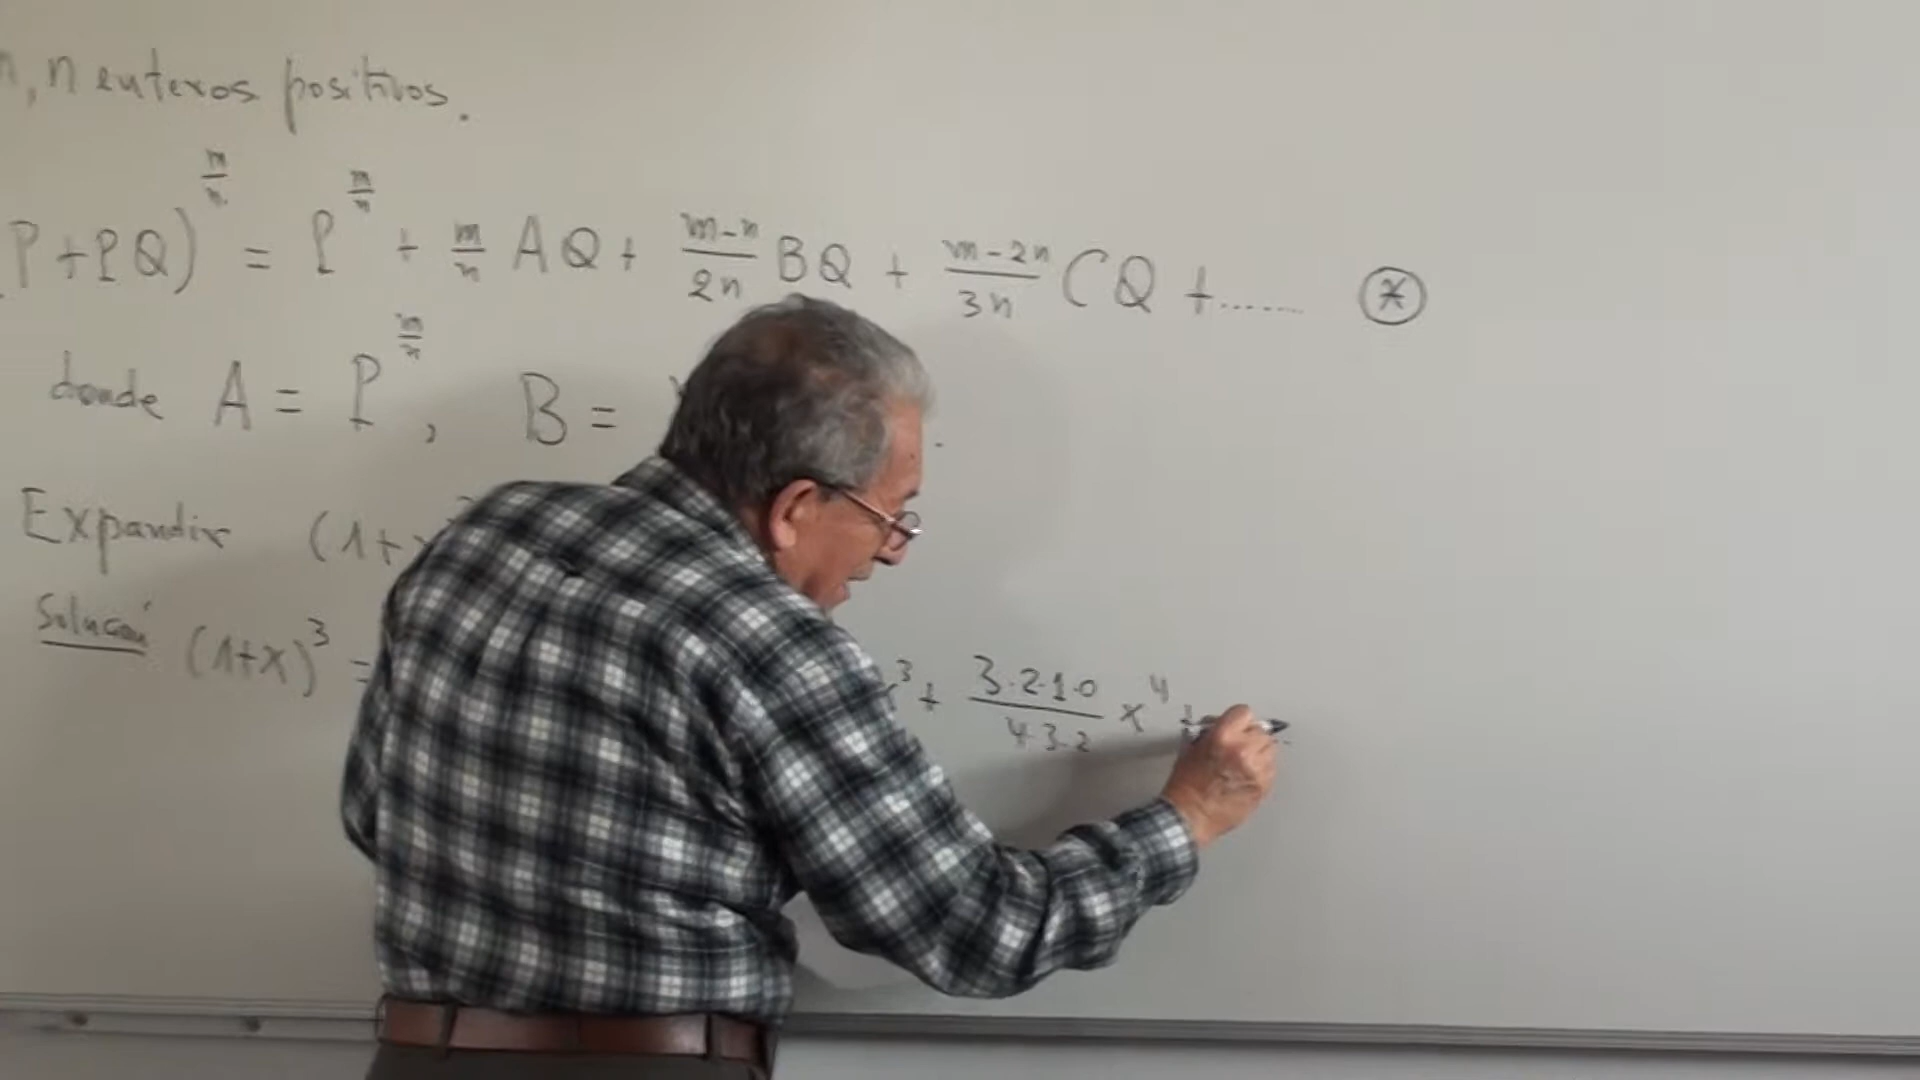 , n enteros positivos.
P + PQ)^{m/n} = P^{m/n} + m/n AQ + (m-n)/2n BQ + (m-2n)/3n CQ + ....... (*)
donde A = P^{m/n}, B =
Expandir (1+x
Solución (1+x)^3 =
^3 + (3·2·1·0)/(4·3·2) x^4 +